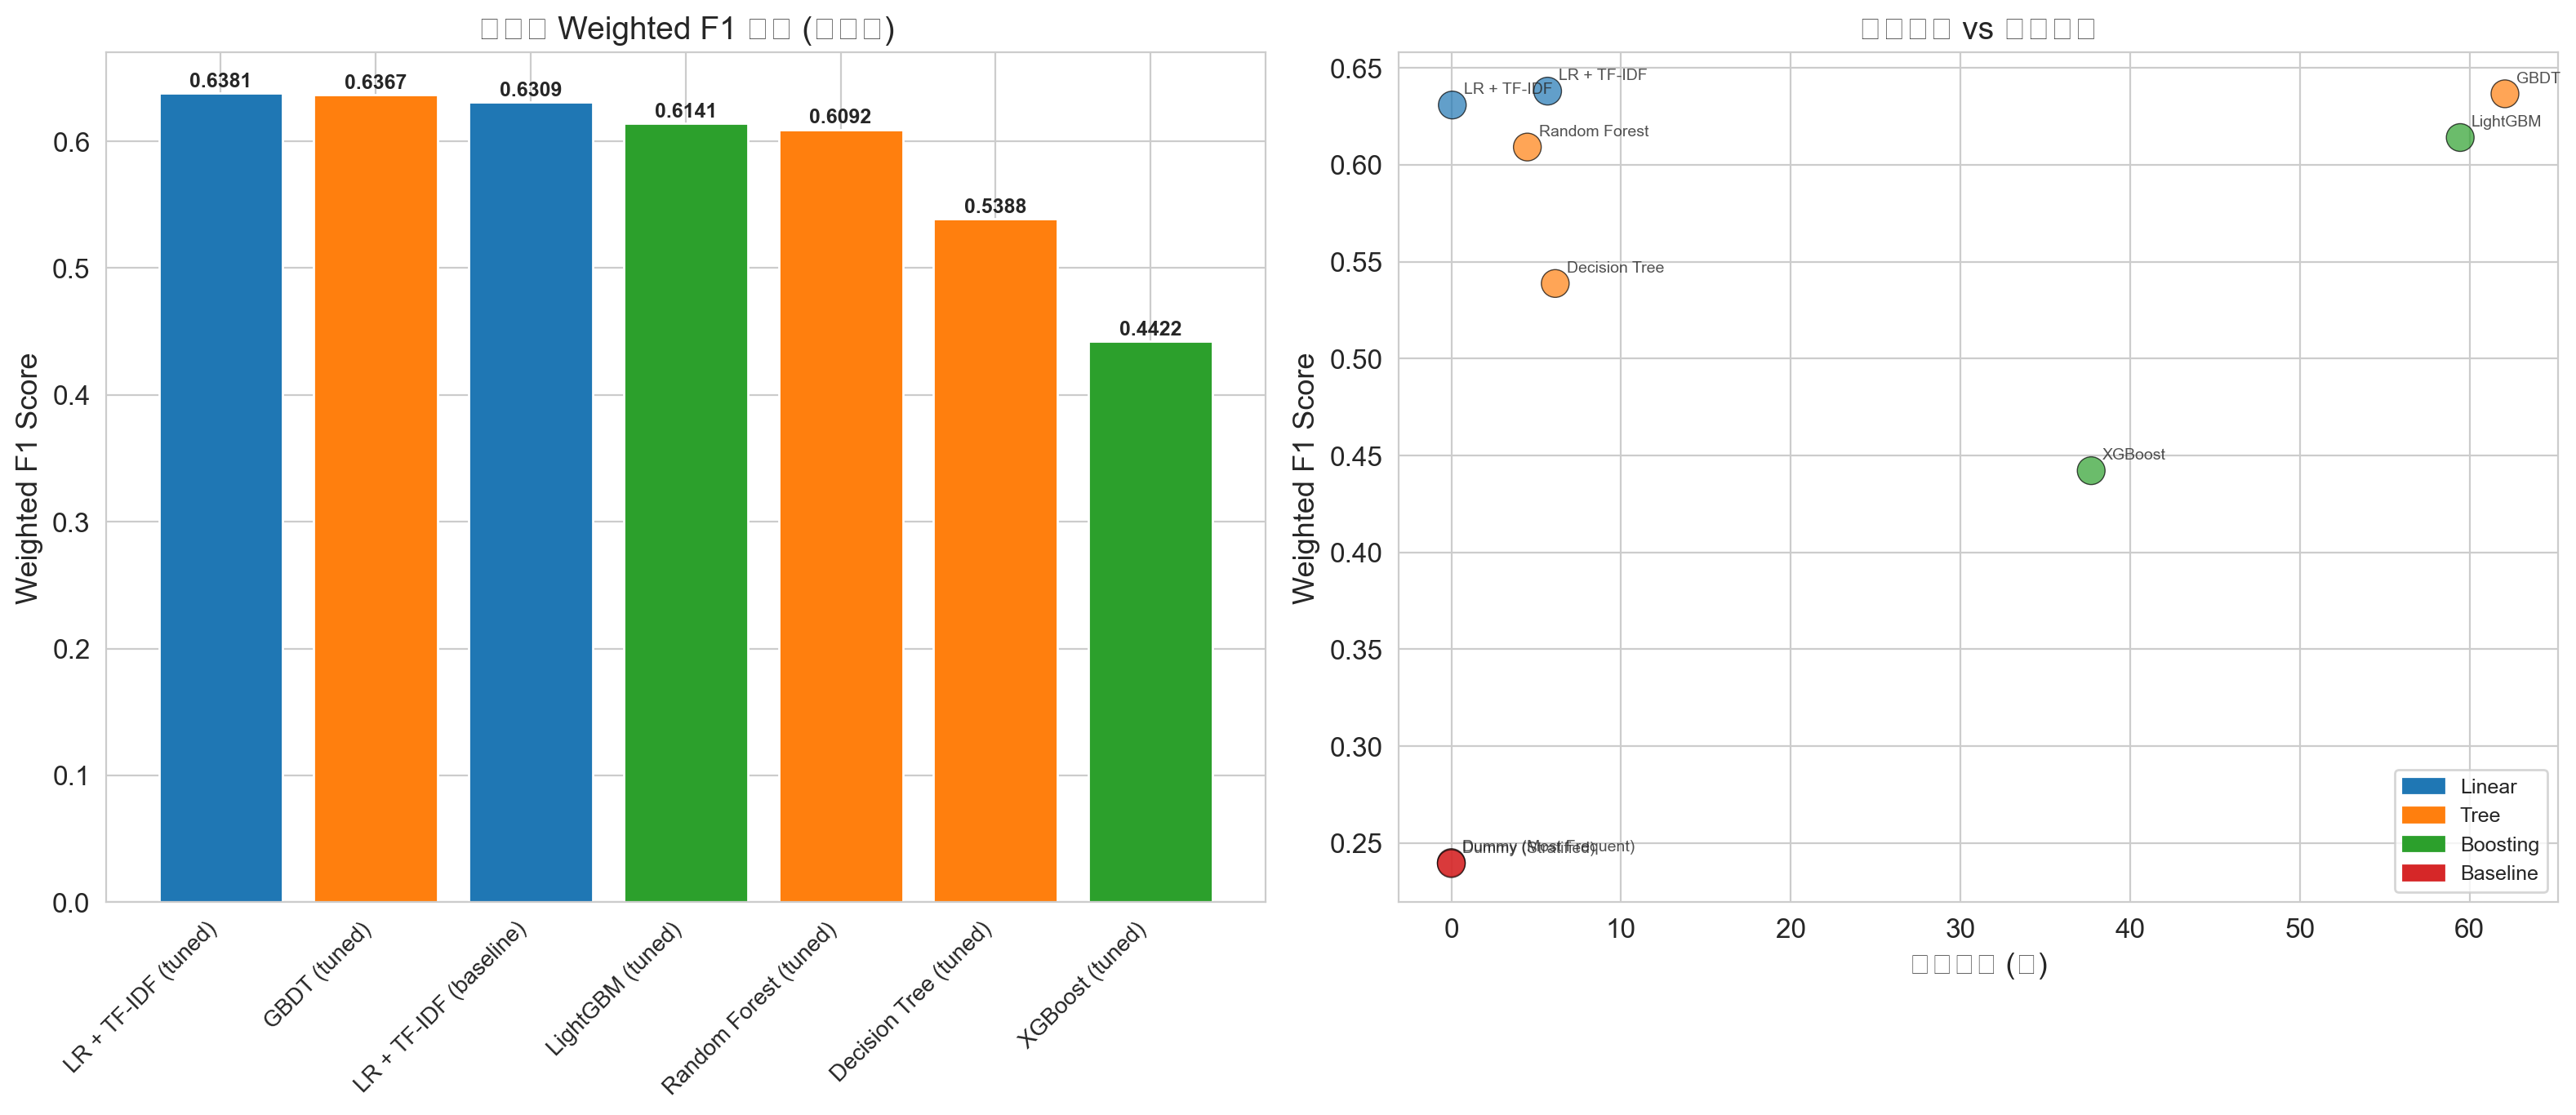 Weighted F1 ( )
0.6381
0.6367
0.6309
0.6141
0.6092
0.5388
0.4422
Weighted F1 Score
0.6
0.5
0.4
0.3
0.2
0.1
0.0
LR + TF-IDF (tuned)
GBDT (tuned)
LR + TF-IDF (baseline)
LightGBM (tuned)
Random Forest (tuned)
Decision Tree (tuned)
XGBoost (tuned)
vs
Weighted F1 Score
0.65
0.60
0.55
0.50
0.45
0.40
0.35
0.30
0.25
LR + TF-IDF
LR + TF-IDF
GBDT
LightGBM
Random Forest
Decision Tree
XGBoost
Dummy (Most Frequent)
Dummy (Stratified)
Linear
Tree
Boosting
Baseline
0
10
20
30
40
50
60
( )